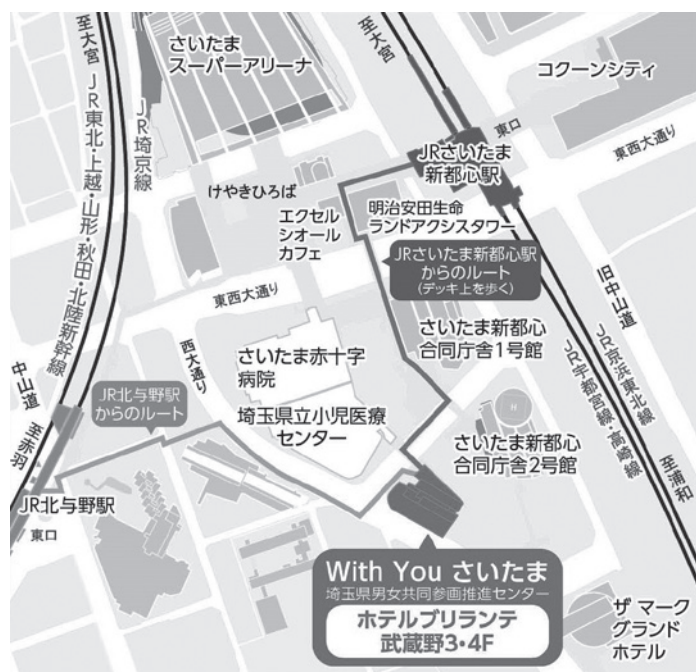 至大宮
JR東北・上越・山形・秋田・北陸新幹線
JR埼京線
さいたま
スーパーアリーナ
至大宮
コクーンシティ
東口
東西大通り
JRさいたま
新都心駅
けやきひろば
エクセル
シオール
カフェ
明治安田生命
ランドアクシスタワー
JRさいたま新都心駅
からのルート
(デッキ上を歩く)
東西大通り
西大通り
さいたま新都心
合同庁舎1号館
旧中山道
JR京浜東北線
JR宇都宮線・高崎線
至浦和
さいたま赤十字
病院
埼玉県立小児医療
センター
中山道
至赤羽
JR北与野駅
からのルート
H
さいたま新都心
合同庁舎2号館
JR北与野駅
東口
With You さいたま
埼玉県男女共同参画推進センター
ホテルブリランテ
武蔵野3・4F
ザ マーク
グランド
ホテル